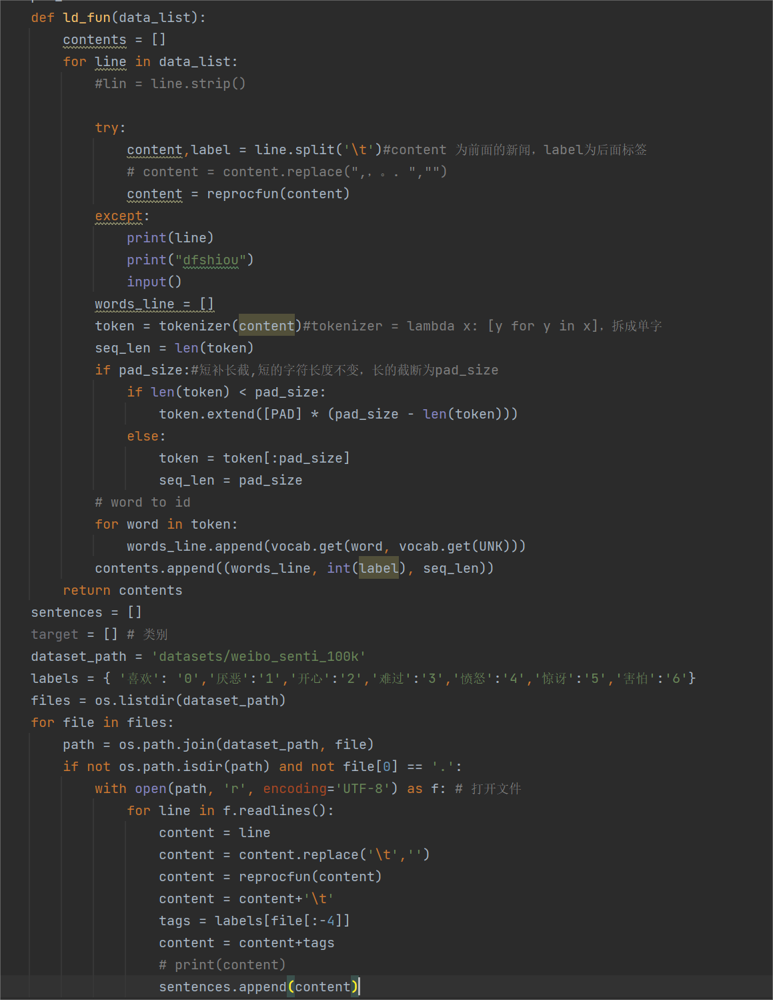 def ld_fun(data_list):
contents = []
for line in data_list:
#lin = line.strip()
try:
content,label = line.split('\t')#content 为前面的新闻，label为后面标签
# content = content.replace(",，。. ","")
content = reprocfun(content)
except:
print(line)
print("dfshiou")
input()
words_line = []
token = tokenizer(content)#tokenizer = lambda x: [y for y in x]，拆成单字
seq_len = len(token)
if pad_size:#短补长截,短的字符长度不变，长的截断为pad_size
if len(token) < pad_size:
token.extend([PAD] * (pad_size - len(token)))
else:
token = token[:pad_size]
seq_len = pad_size
# word to id
for word in token:
words_line.append(vocab.get(word, vocab.get(UNK)))
contents.append((words_line, int(label), seq_len))
return contents
sentences = []
target = [] # 类别
dataset_path = 'datasets/weibo_senti_100k'
labels = { '喜欢': '0','厌恶':'1','开心':'2','难过':'3','愤怒':'4','惊讶':'5','害怕':'6'}
files = os.listdir(dataset_path)
for file in files:
path = os.path.join(dataset_path, file)
if not os.path.isdir(path) and not file[0] == '.':
with open(path, 'r', encoding='UTF-8') as f: # 打开文件
for line in f.readlines():
content = line
content = content.replace('\t','')
content = reprocfun(content)
content = content+'\t'
tags = labels[file[:-4]]
content = content+tags
# print(content)
sentences.append(content)